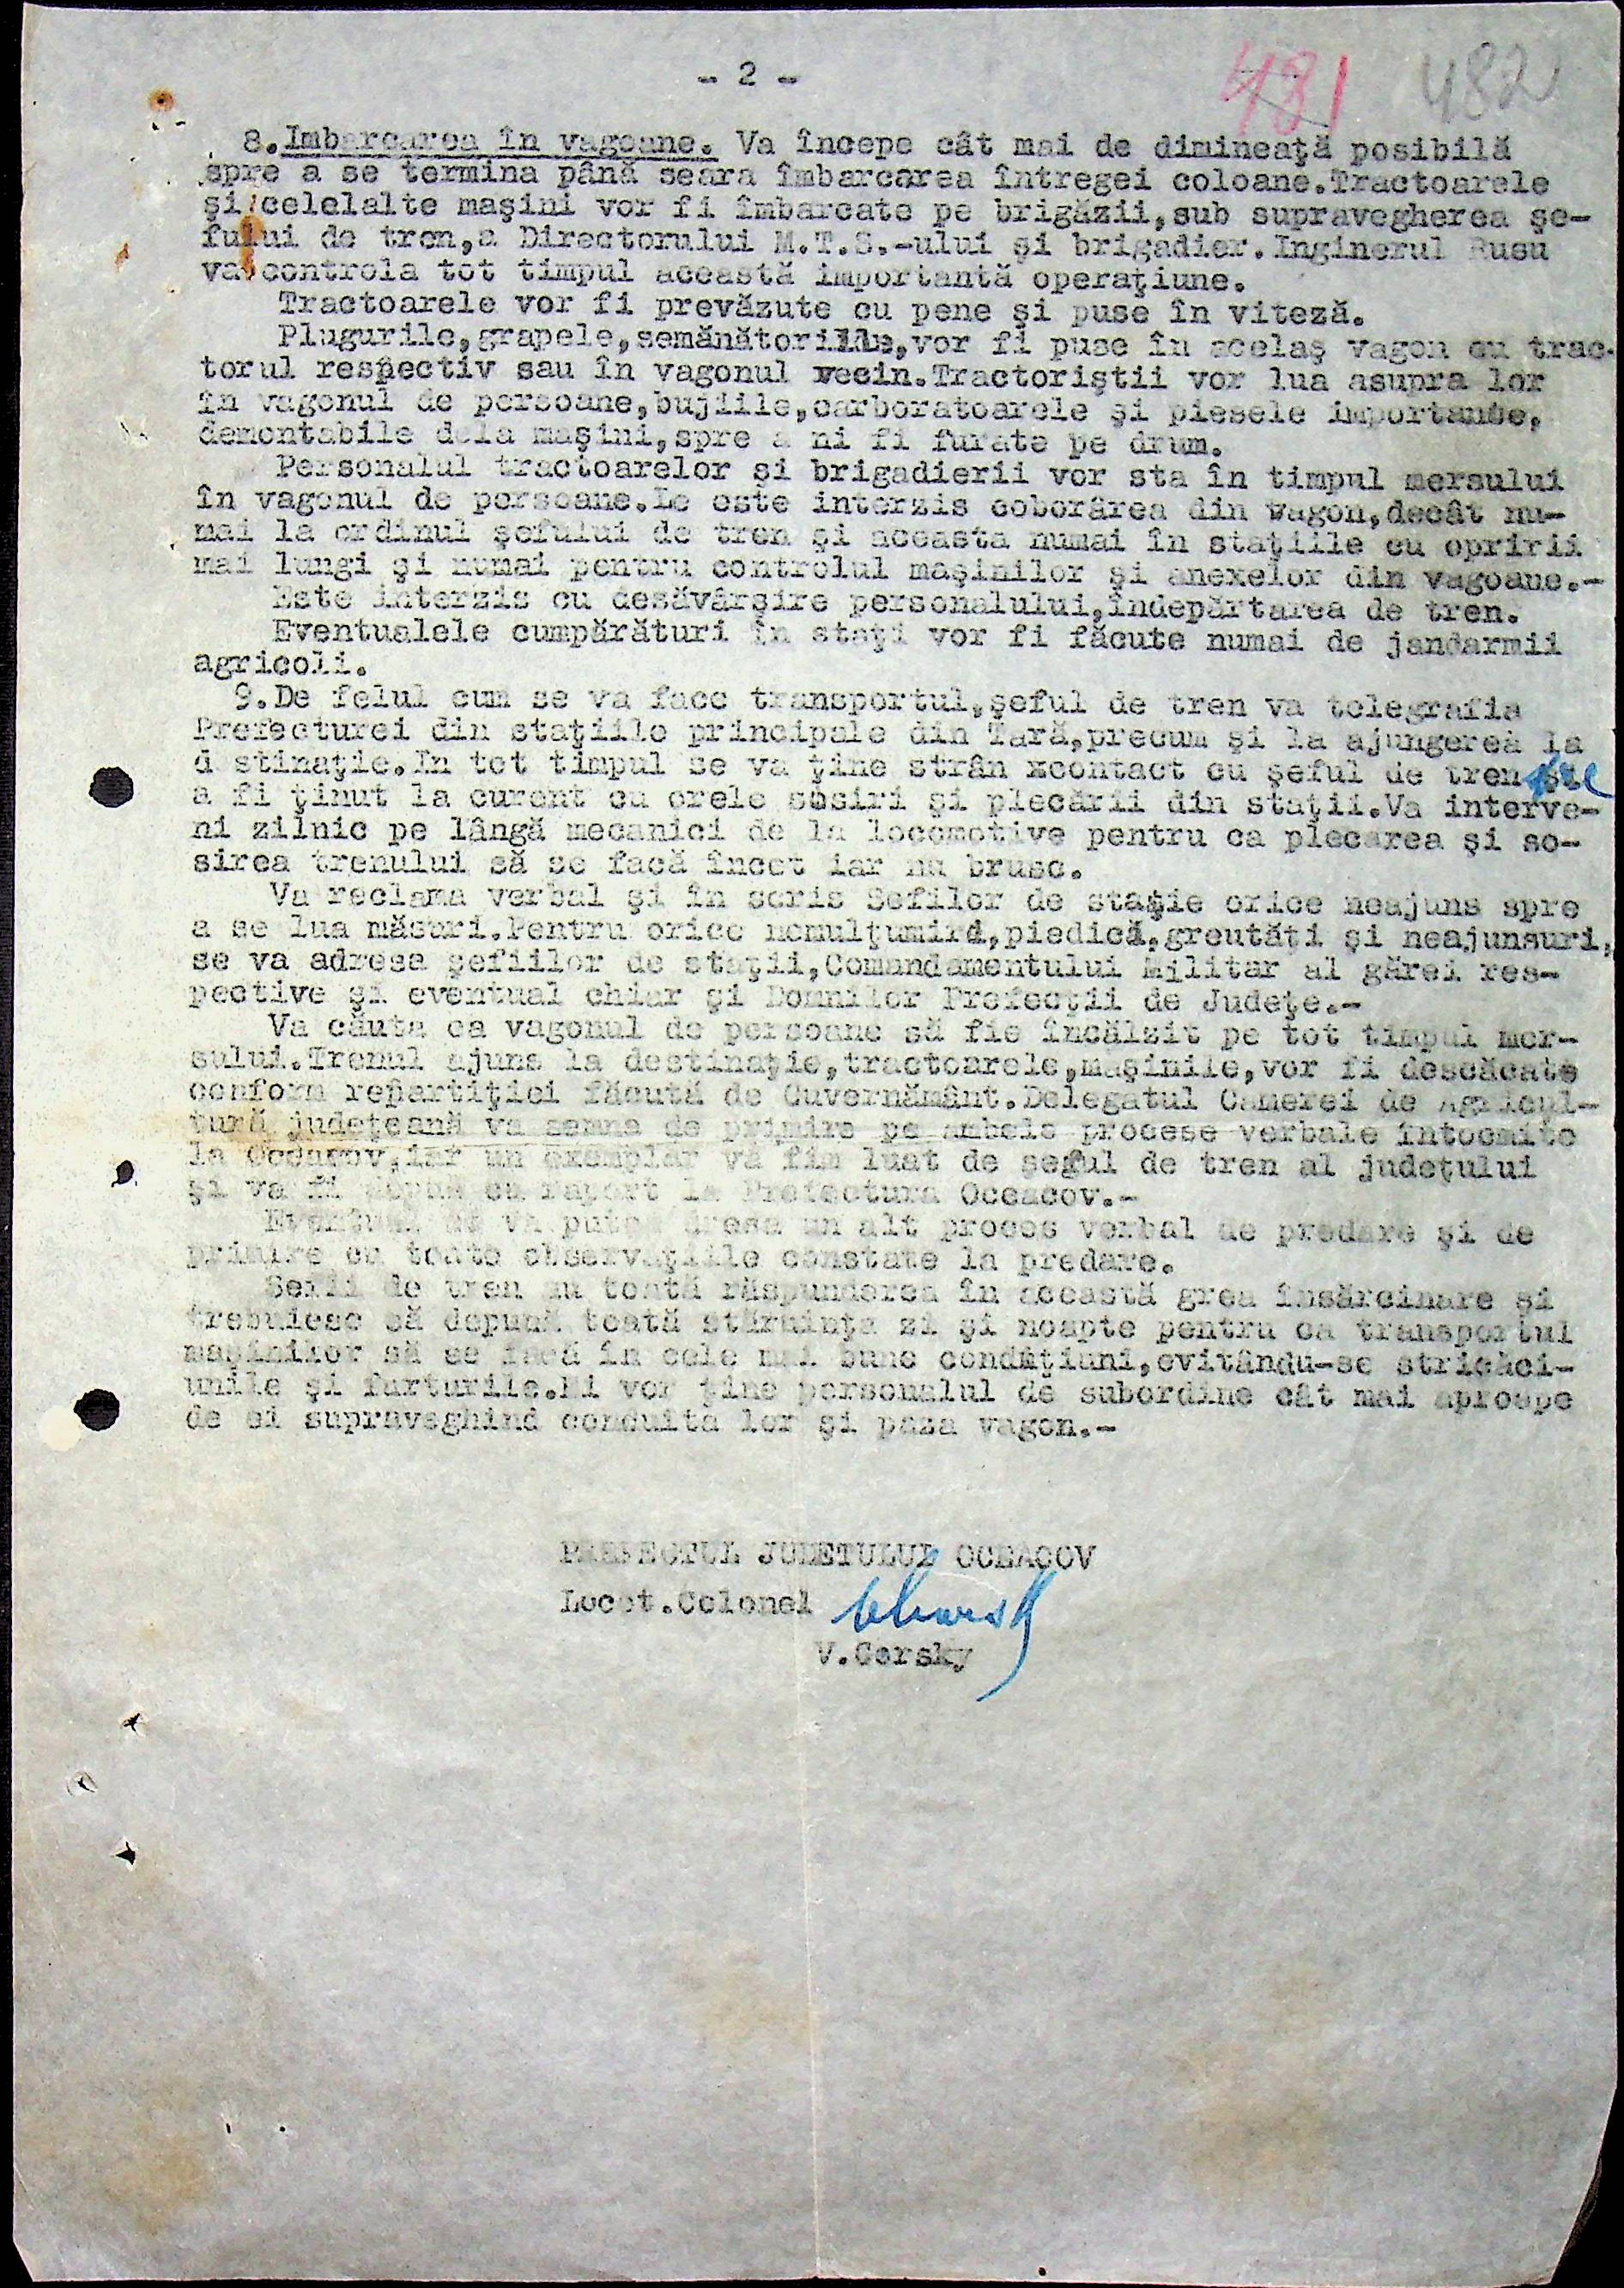 - 2 -
481 482
8.Imbarcarea în vagoane. Va începe cât mai de dimineaţă posibilă
spre a se termina până seara îmbarcarea întregei coloane.Tractoarele
şi celelalte maşini vor fi îmbarcate pe brigăzii,sub supravegherea şe-
fului de tren,a Directorului M.T.S.-ului şi brigadier.Inginerul Rusu
va controla tot timpul această importantă operaţiune.
Tractoarele vor fi prevăzute cu pene şi puse în viteză.
Plugurile,grapele,semănătoriile,vor fi puse în acelaş vagon cu trac-
torul respectiv sau în vagonul vecin.Tractoriştii vor lua asupra lor
în vagonul de persoane,bujiile,carboratoarele şi piesele importante,
demontabile dela maşini,spre a ni fi furate pe drum.
Personalul tractoarelor şi brigadierii vor sta în timpul mersului
în vagonul de persoane.Le este interzis coborârea din vagon,decât nu-
mai la ordinul şefului de tren şi aceasta numai în staţiile cu opririi
mai lungi şi numai pentru controlul maşinilor şi anexelor din vagoane.-
Este interzis cu desăvârşire personalului,îndepărtarea de tren.
Eventualele cumpărături în staţi vor fi făcute numai de jandarmii
agricoli.
9.De felul cum se va face transportul,şeful de tren va telegrafia
Prefecturei din staţiile principale din Ţară,precum şi la ajungerea la
d stinaţie.In tot timpul se va ţine strân xcontact cu şeful de tren
a fi ţinut la curent cu orele sosiri şi plecării din staţii.Va interve-
ni zilnic pe lângă mecanici de la locomotive pentru ca plecarea şi so-
sirea trenului să se facă încet iar nu brusc.
Va reclama verbal şi în scris Sefilor de staţie orice neajuns spre
a se lua măsuri.Pentru orice nemulţumiri,piedică,greutăţi şi neajunsuri,
se va adresa şefiilor de staţii,Comandamentului Militar al gărei res-
pective şi eventual chiar şi Domnilor Prefecţii de Judeţe.-
Va căuta ca vagonul de persoane să fie încălzit pe tot timpul mer-
sului.Trenul ajuns la destinaţie,tractoarele,maşinile,vor fi descăcate
conform repartiţiei făcută de Guvernământ.Delegatul Camerei de Agricul-
tură judeţeană va semna de primire pe ambele procese verbale întocmite
la Oceacov,iar un exemplar va fim luat de şeful de tren al judeţului
şi va fi depus cu raport la Prefectura Oceacov.-
Eventual se va putea dresa un alt proces verbal de predare şi de
primire cu toate observaţiile constate la predare.
Sefii de tren au toată răspunderea în această grea însărcinare şi
trebuiesc să depună toată stăruinţa zi şi noapte pentru ca transportul
maşinilor să se facă în cele mai bune condiţiuni,evitându-se stricăci-
unile şi furturile.Ei vor ţine personalul de subordine cât mai aproape
de ei supraveghind conduita lor şi paza vagon.-
PREFECTUL JUDETULUI OCEACOV
Locot.Colonel
V.Gorsky